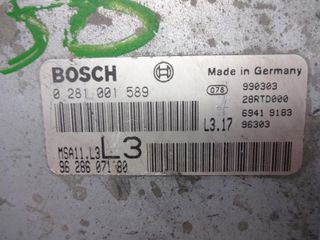 BOSCH Made in Germany
0 281 001 589 G76 990303
28RTD000
6941 9183
L3.17 96303
MSA11.L3 L3
96 286 071 80